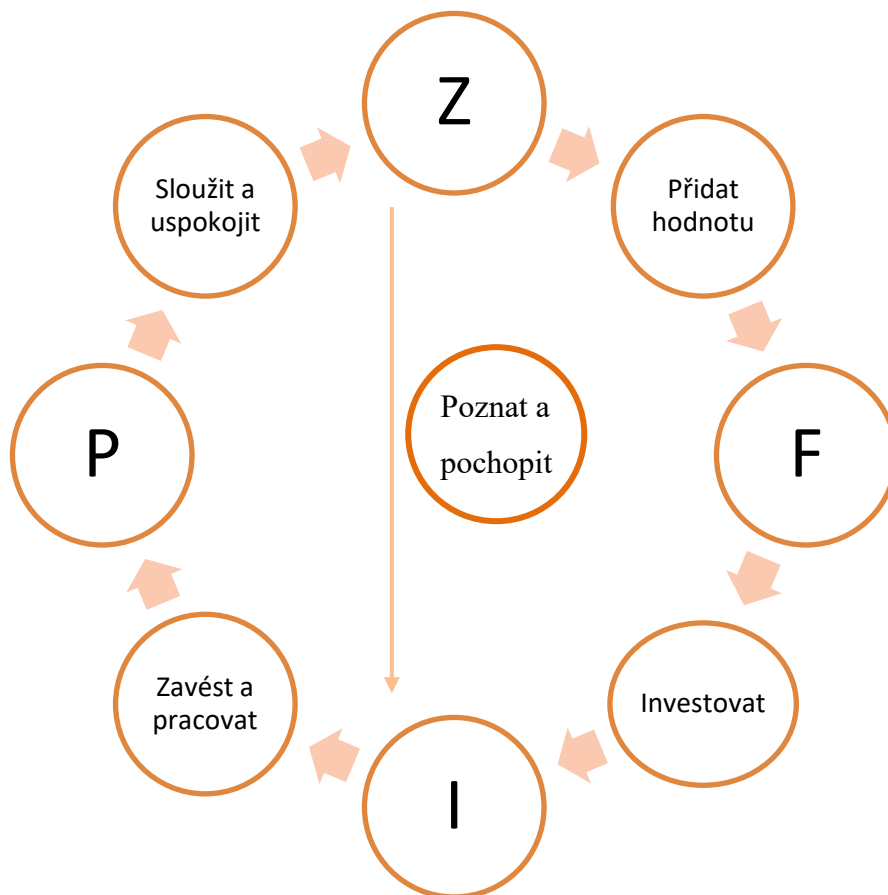 Z
Přidat
hodnotu
F
Investovat
I
Zavést a
pracovat
P
Sloužit a
uspokojit
Poznat a
pochopit